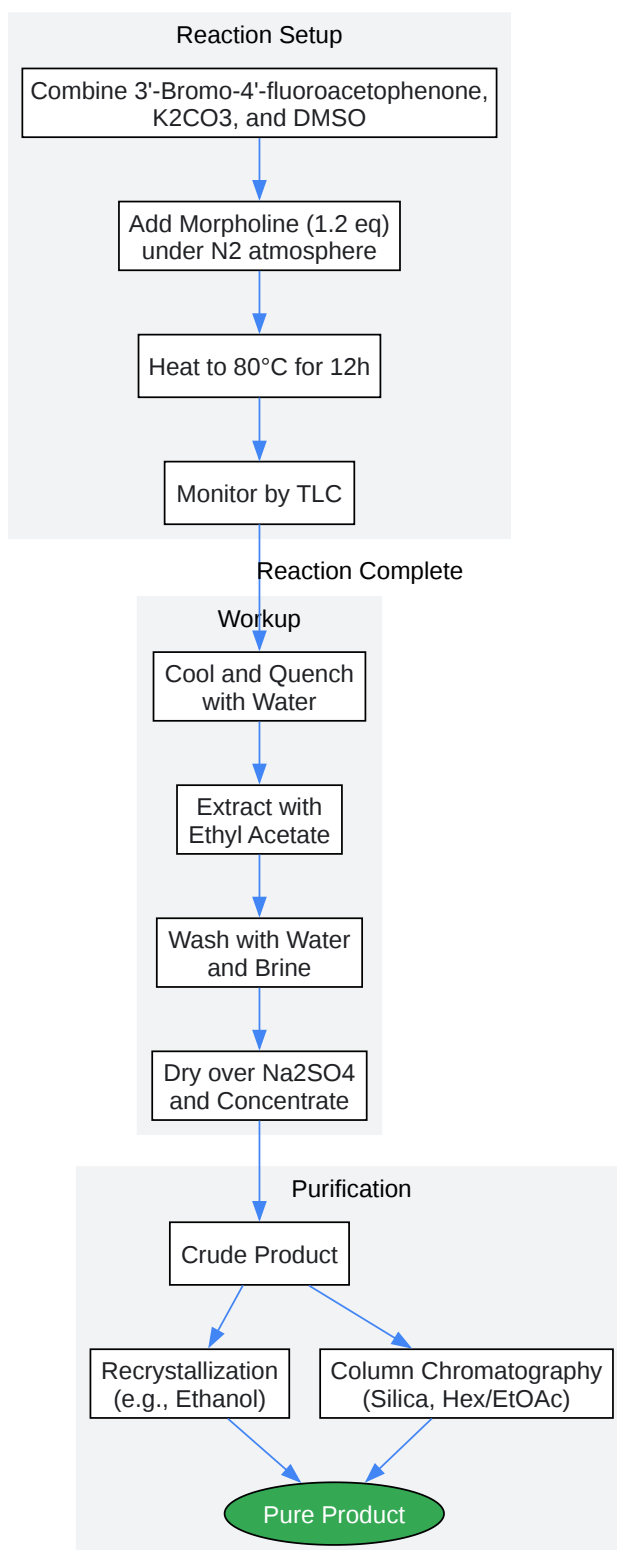 Reaction Setup
Combine 3'-Bromo-4'-fluoroacetophenone,
K2CO3, and DMSO
Add Morpholine (1.2 eq)
under N2 atmosphere
Heat to 80°C for 12h
Monitor by TLC
Reaction Complete
Workup
Cool and Quench
with Water
Extract with
Ethyl Acetate
Wash with Water
and Brine
Dry over Na2SO4
and Concentrate
Purification
Crude Product
Recrystallization
(e.g., Ethanol)
Column Chromatography
(Silica, Hex/EtOAc)
Pure Product